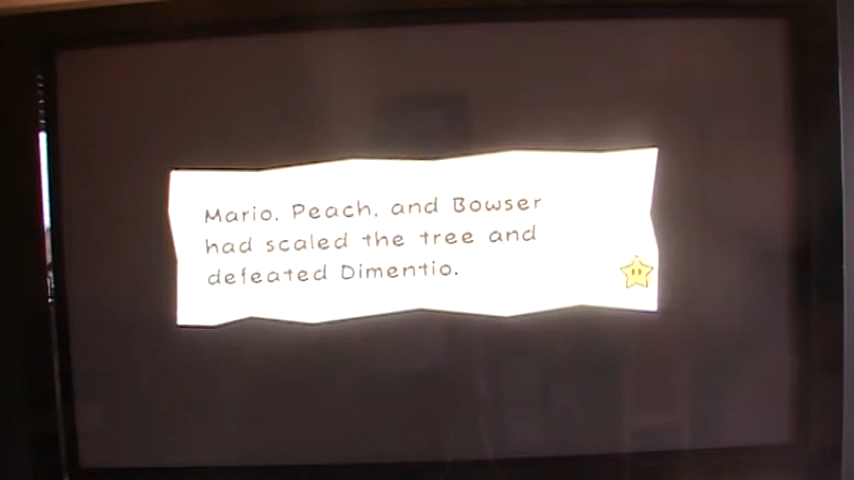 Mario, Peach, and Bowser
had scaled the tree and
defeated Dimentio.